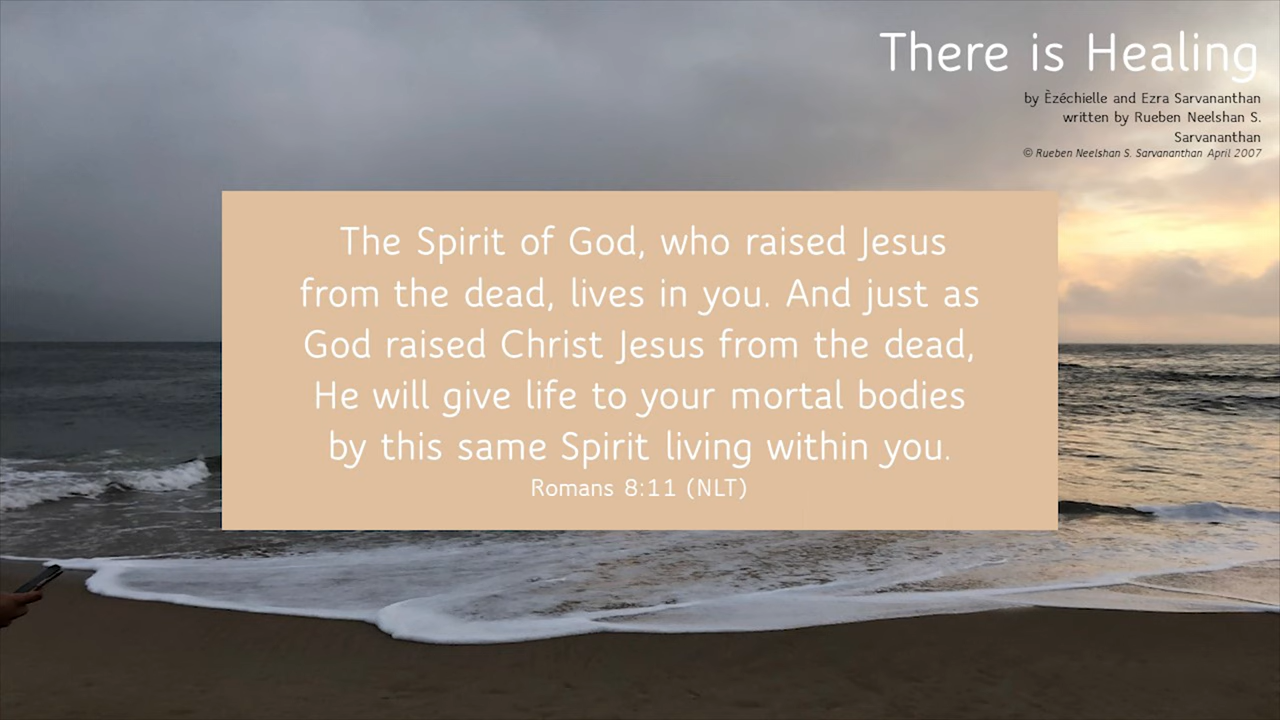 There is Healing
by Èzéchielle and Ezra Sarvananthan
written by Rueben Neelshan S.
Sarvananthan
© Rueben Neelshan S. Sarvananthan April 2007
The Spirit of God, who raised Jesus
from the dead, lives in you. And just as
God raised Christ Jesus from the dead,
He will give life to your mortal bodies
by this same Spirit living within you.
Romans 8:11 (NLT)